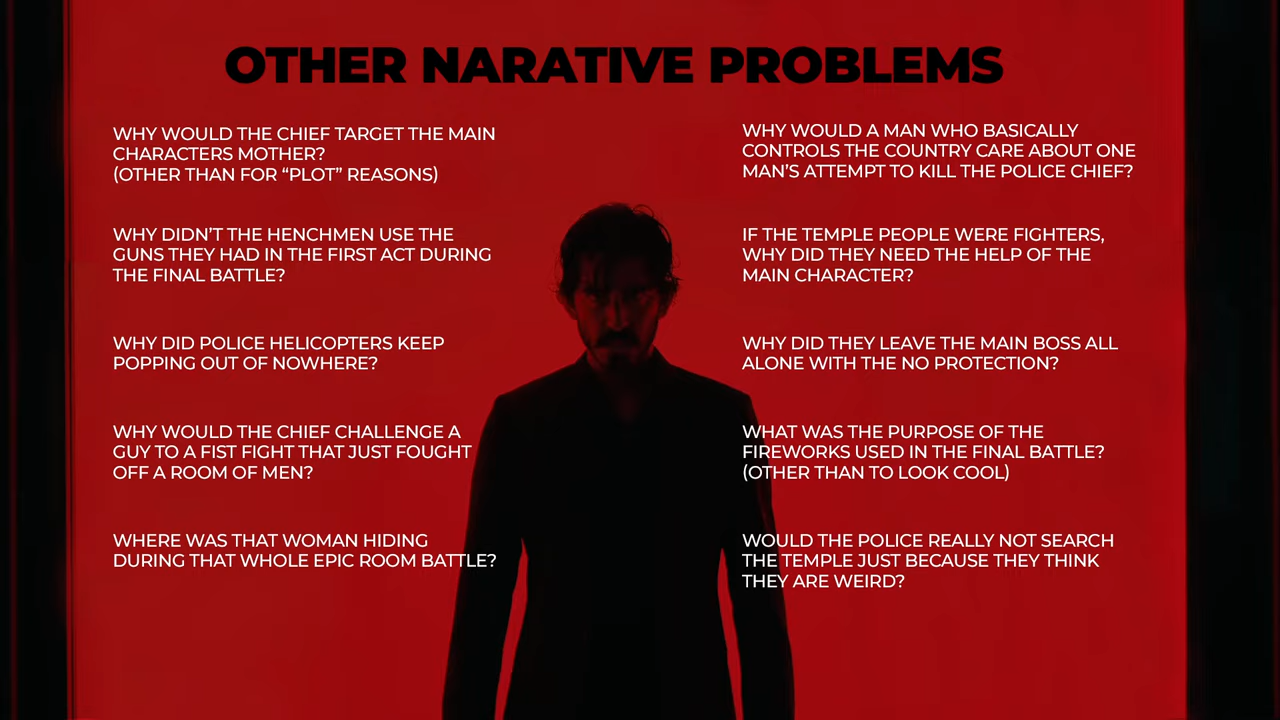 OTHER NARATIVE PROBLEMS
WHY WOULD THE CHIEF TARGET THE MAIN
CHARACTERS MOTHER?
(OTHER THAN FOR “PLOT” REASONS)
WHY DIDN’T THE HENCHMEN USE THE
GUNS THEY HAD IN THE FIRST ACT DURING
THE FINAL BATTLE?
WHY DID POLICE HELICOPTERS KEEP
POPPING OUT OF NOWHERE?
WHY WOULD THE CHIEF CHALLENGE A
GUY TO A FIST FIGHT THAT JUST FOUGHT
OFF A ROOM OF MEN?
WHERE WAS THAT WOMAN HIDING
DURING THAT WHOLE EPIC ROOM BATTLE?
WHY WOULD A MAN WHO BASICALLY
CONTROLS THE COUNTRY CARE ABOUT ONE
MAN’S ATTEMPT TO KILL THE POLICE CHIEF?
IF THE TEMPLE PEOPLE WERE FIGHTERS,
WHY DID THEY NEED THE HELP OF THE
MAIN CHARACTER?
WHY DID THEY LEAVE THE MAIN BOSS ALL
ALONE WITH THE NO PROTECTION?
WHAT WAS THE PURPOSE OF THE
FIREWORKS USED IN THE FINAL BATTLE?
(OTHER THAN TO LOOK COOL)
WOULD THE POLICE REALLY NOT SEARCH
THE TEMPLE JUST BECAUSE THEY THINK
THEY ARE WEIRD?